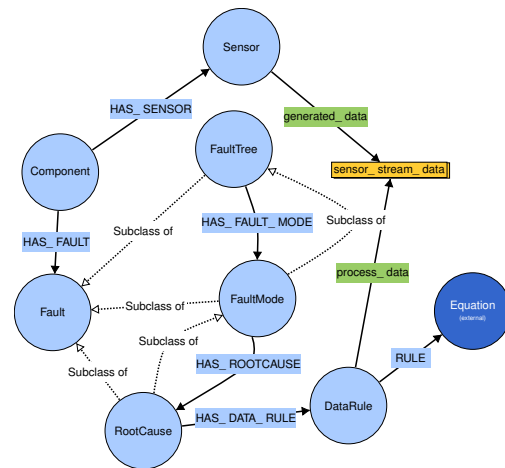 Sensor
HAS_ SENSOR
generated_ data
Component
FaultTree
sensor_ stream_ data
HAS_ FAULT
Subclass of
HAS_ FAULT_ MODE
Subclass of
process_ data
Fault
Subclass of
FaultMode
Equation
(external)
Subclass of
HAS_ ROOTCAUSE
RULE
Subclass of
RootCause
HAS_ DATA_ RULE
DataRule